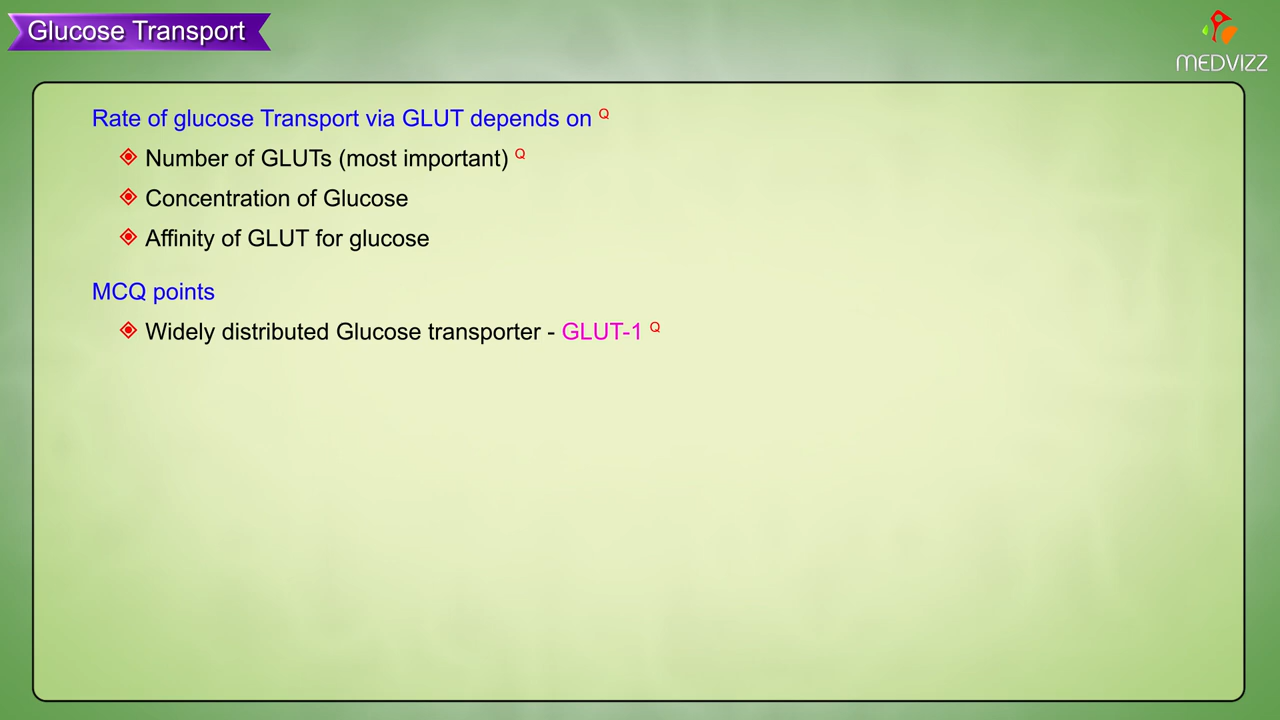 Glucose Transport
MEDVIZZ
Rate of glucose Transport via GLUT depends on Q
Number of GLUTs (most important) Q
Concentration of Glucose
Affinity of GLUT for glucose
MCQ points
Widely distributed Glucose transporter - GLUT-1 Q